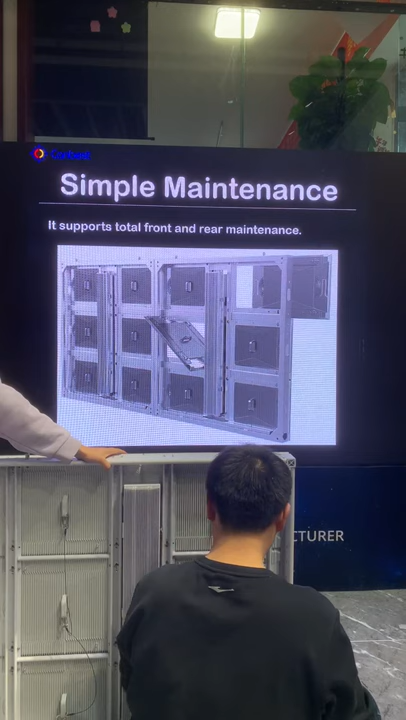 Simple Maintenance
It supports total front and rear maintenance.
CTURER